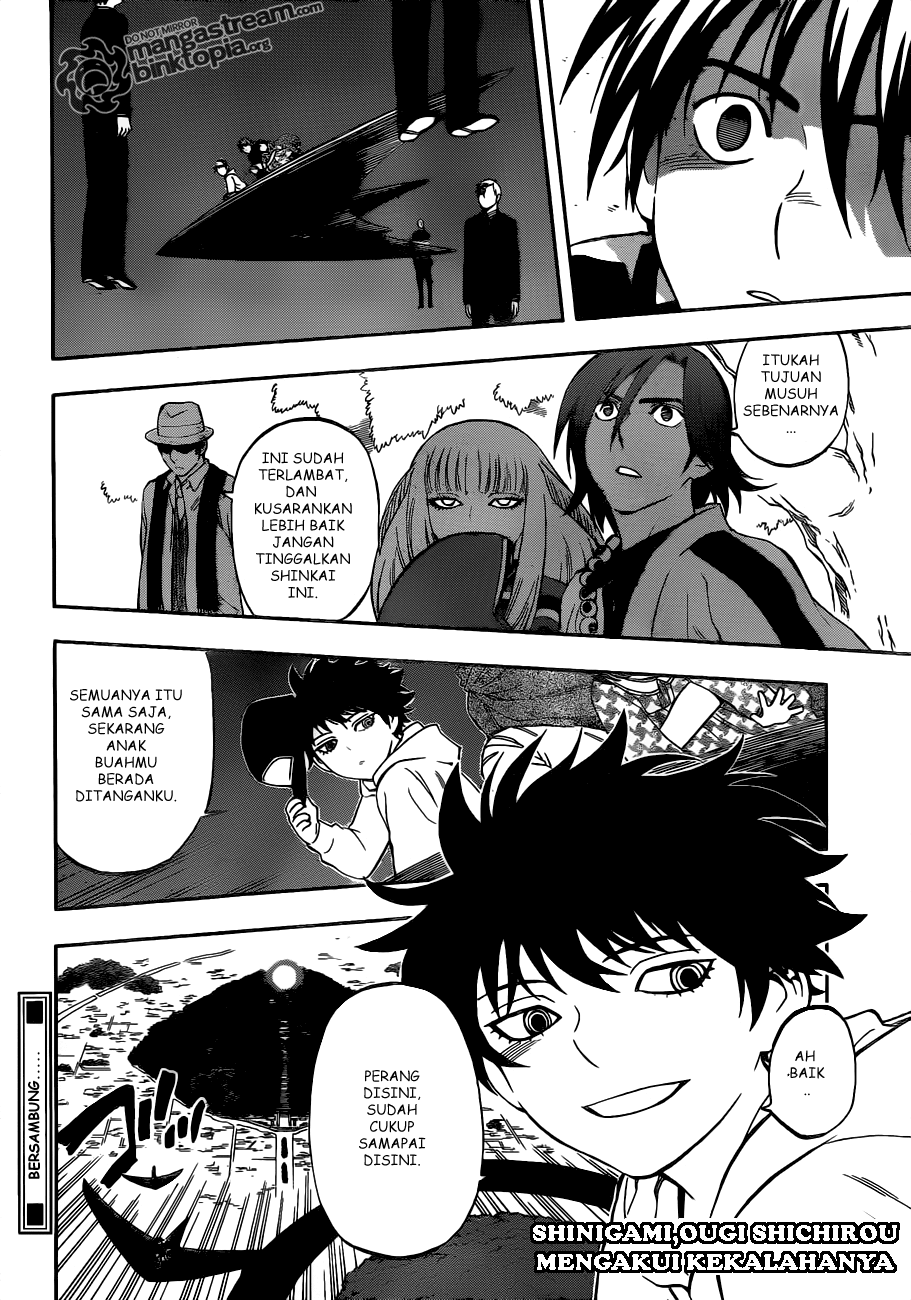 DO NOT MIRROR
mangastream.com
binktopia.org
ITUKAH
TUJUAN
MUSUH
SEBENARNYA
...
INI SUDAH
TERLAMBAT,
DAN
KUSARANKAN
LEBIH BAIK
JANGAN
TINGGALKAN
SHINKAI
INI.
SEMUANYA ITU
SAMA SAJA,
SEKARANG
ANAK
BUAHMU
BERADA
DITANGANKU.
AH
BAIK
..
PERANG
DISINI,
SUDAH
CUKUP
SAMAPAI
DISINI.
BERSAMBUNG......
SHINIGAMI,OUGI SHICHIROU
MENGAKUI KEKALAHANYA